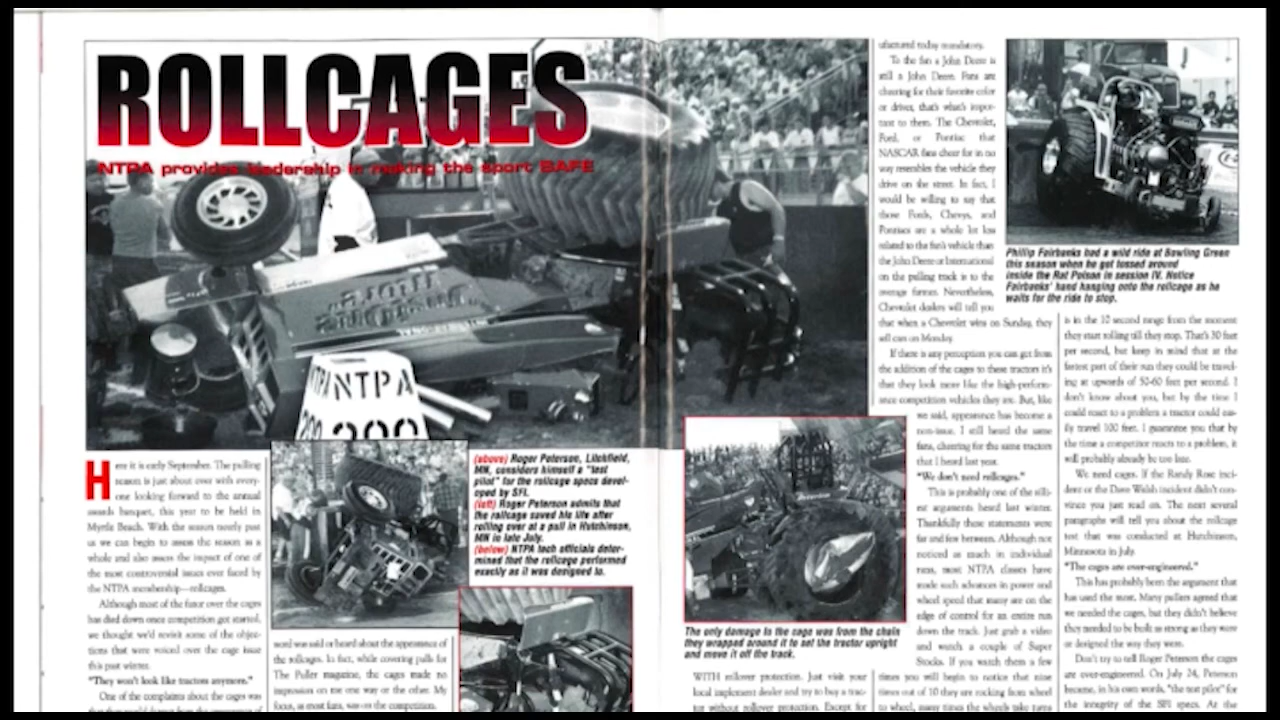 ROLLCAGES
NTPA provides leadership in making the sport SAFE
NTPA NTPA
200 200
Here it is early September. The pulling
season is just about over with every-
one looking forward to the annual
awards banquet, this year to be held in
Myrtle Beach. With the season nearly past
us we can begin to assess the season as a
whole and also assess the impact of one of
the most controversial issues ever faced by
the NTPA membership—rollcages.
Although most of the furor over the cages
has died down once competition got started,
we thought we'd revisit some of the objec-
tions that were voiced over the cage issue
this past winter.
"They won't look like tractors anymore."
One of the complaints about the cages was
word was said or heard about the appearance of
the rollcages. In fact, while covering pulls for
The Puller magazine, the cages made no
impression on me one way or the other. My
focus, as most fans, was on the competition.
(above) Roger Peterson, Litchfield,
MN, considers himself a "test
pilot" for the rollcage specs devel-
oped by SFI.
(left) Roger Peterson admits that
the rollcage saved his life after
rolling over at a pull in Hutchinson,
MN in late July.
(below) NTPA tech officials deter-
mined that the rollcage performed
exactly as it was designed to.
The only damage to the cage was from the chain
they wrapped around it to set the tractor upright
and move it off the track.
WITH rollover protection. Just visit your
local implement dealer and try to buy a trac-
tor without rollover protection. Except for
ufactured today mandatory.
To the fan a John Deere is
still a John Deere. Fans are
cheering for their favorite color
or driver, that's what's impor-
tant to them. The Chevrolet,
Ford, or Pontiac that
NASCAR fans cheer for in no
way resembles the vehicle they
drive on the street. In fact, I
would be willing to say that
those Fords, Chevys, and
Pontiacs are a whole lot less
related to the fan's vehicle than
the John Deere or International
on the pulling track is to the
average farmer. Nevertheless,
Chevrolet dealers will tell you
that when a Chevrolet wins on Sunday, they
sell cars on Monday.
If there is any perception you can get from
the addition of the cages to these tractors it's
that they look more like the high-perform-
ance competition vehicles they are. But, like
we said, appearance has become a
non-issue. I still heard the same
fans, cheering for the same tractors
that I heard last year.
"We don't need rollcages."
This is probably one of the silli-
est arguments heard last winter.
Thankfully these statements were
far and few between. Although not
noticed as much in individual
runs, most NTPA classes have
made such advances in power and
wheel speed that many are on the
edge of control for an entire run
down the track. Just grab a video
and watch a couple of Super
Stocks. If you watch them a few
times you will begin to notice that nine
times out of 10 they are rocking from wheel
to wheel, many times the wheels take turns
Phillip Fairbanks had a wild ride at Bowling Green
this season when he got tossed around
inside the Rat Poison in session IV. Notice
Fairbanks' hand hanging onto the rollcage as he
waits for the ride to stop.
is in the 10 second range from the moment
they start rolling till they stop. That's 30 feet
per second, but keep in mind that at the
fastest part of their run they could be travel-
ing at upwards of 50-60 feet per second. I
don't know about you, but by the time I
could react to a problem a tractor could eas-
ily travel 100 feet. I guarantee that by
the time a competitor reacts to a problem, it
will probably already be too late.
We need cages. If the Randy Rose inci-
dent or the Dave Walsh incident didn't con-
vince you just read on. The next several
paragraphs will tell you about the rollcage
test that was conducted at Hutchinson,
Minnesota in July.
"The cages are over-engineered."
This has probably been the argument that
has used the most. Many pullers agreed that
we needed the cages, but they didn't believe
they needed to be built as strong as they were
or designed the way they were.
Don't try to tell Roger Peterson the cages
are over-engineered. On July 24, Peterson
became, in his own words, "the test pilot" for
the integrity of the SFI specs. At the